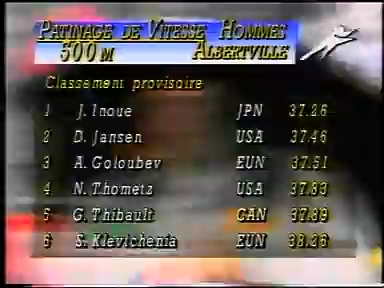 PATINAGE DE VITESSE HOMMES
500 M ALBERTVILLE
Classement provisoire
1 J. Inoue JPN 37.26
2 D. Jansen USA 37.46
3 A. Goloubev EUN 37.51
4 N. Thometz USA 37.83
5 G. Thibault CAN 37.89
6 S. Klevichenia EUN 38.26